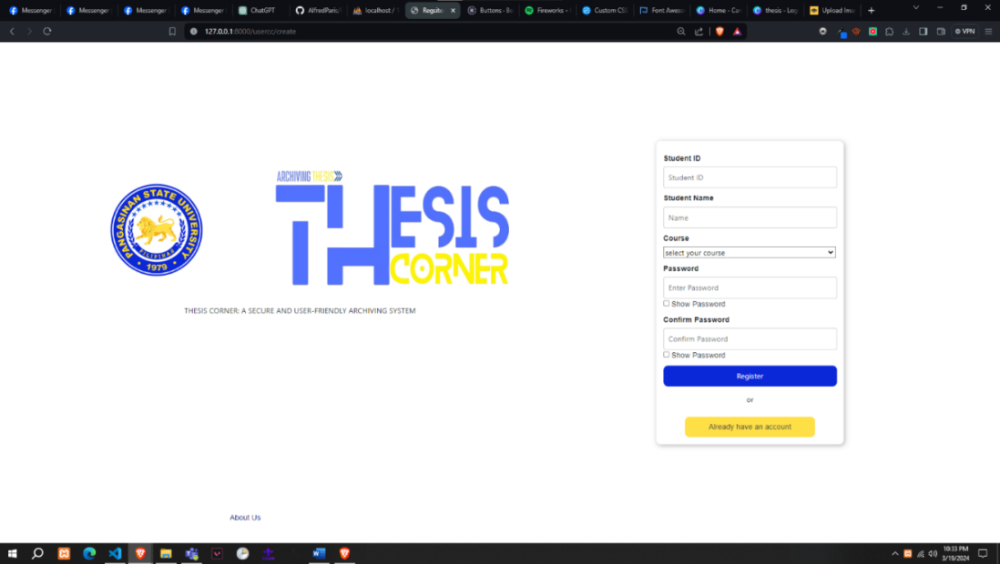 Messenger
Messenger
Messenger
Messenger
ChatGPT
AlfredParis/
localhost /
Register
Buttons - Be
Fireworks -
Custom CSS
Font Aweso
Home - Can
thesis - Log
Upload Ima
127.0.0.1:8000/usercc/create
VPN
PANGASINAN STATE UNIVERSITY
FILIPINAS
1979
ARCHIVING THESIS
THESIS
CORNER
THESIS CORNER: A SECURE AND USER-FRIENDLY ARCHIVING SYSTEM
Student ID
Student ID
Student Name
Name
Course
select your course
Password
Enter Password
Show Password
Confirm Password
Confirm Password
Show Password
Register
or
Already have an account
About Us
10:33 PM
3/19/2024